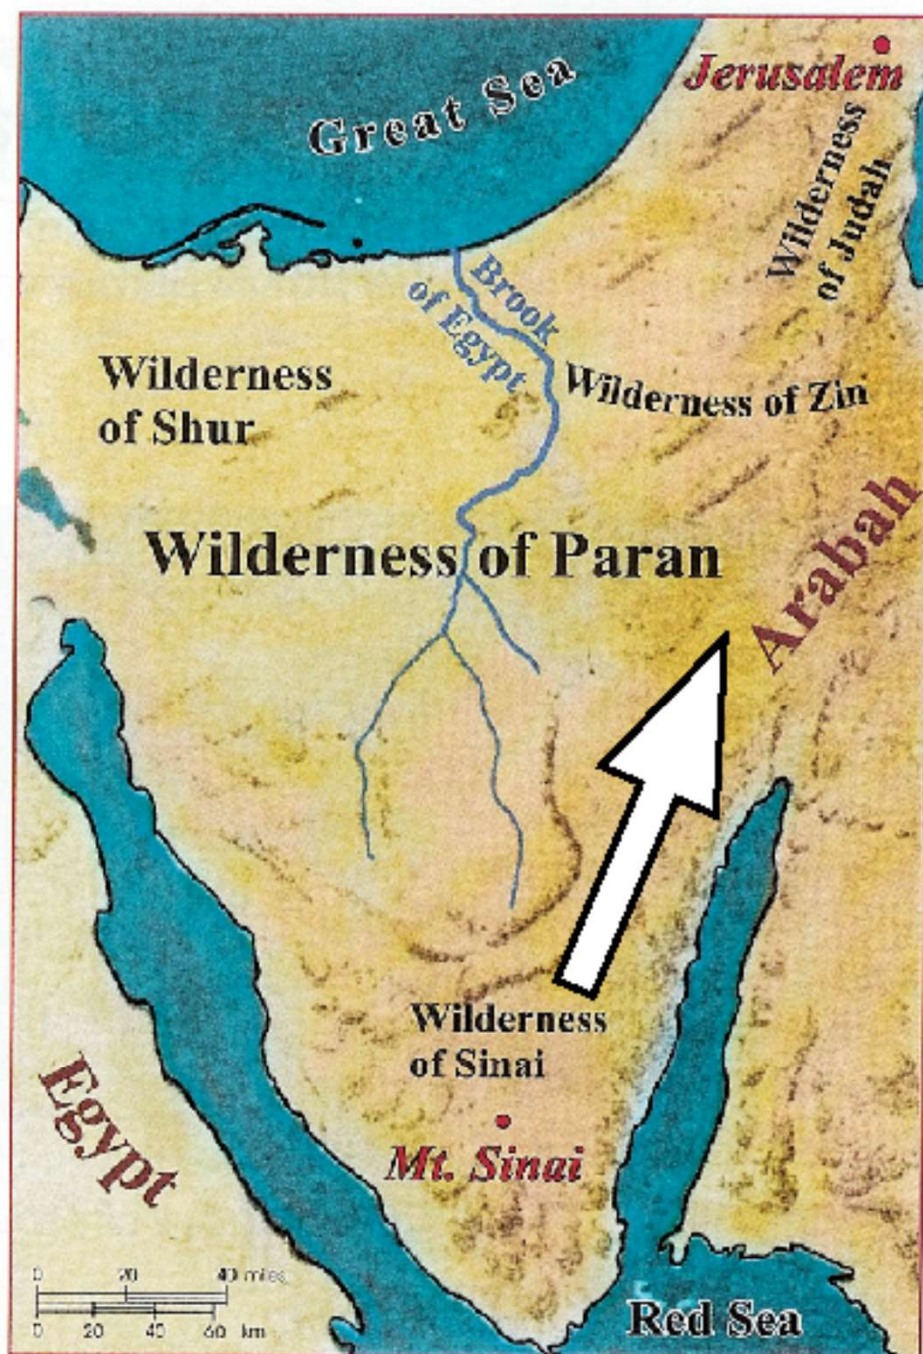 Jerusalem
Great Sea
Wilderness
of Judah
Brook
of Egypt
Wilderness
of Shur
Wilderness of Zin
Arabah
Wilderness of Paran
Wilderness
of Sinai
Egypt
Mt. Sinai
0 20 40 miles
0 20 40 60 km
Red Sea